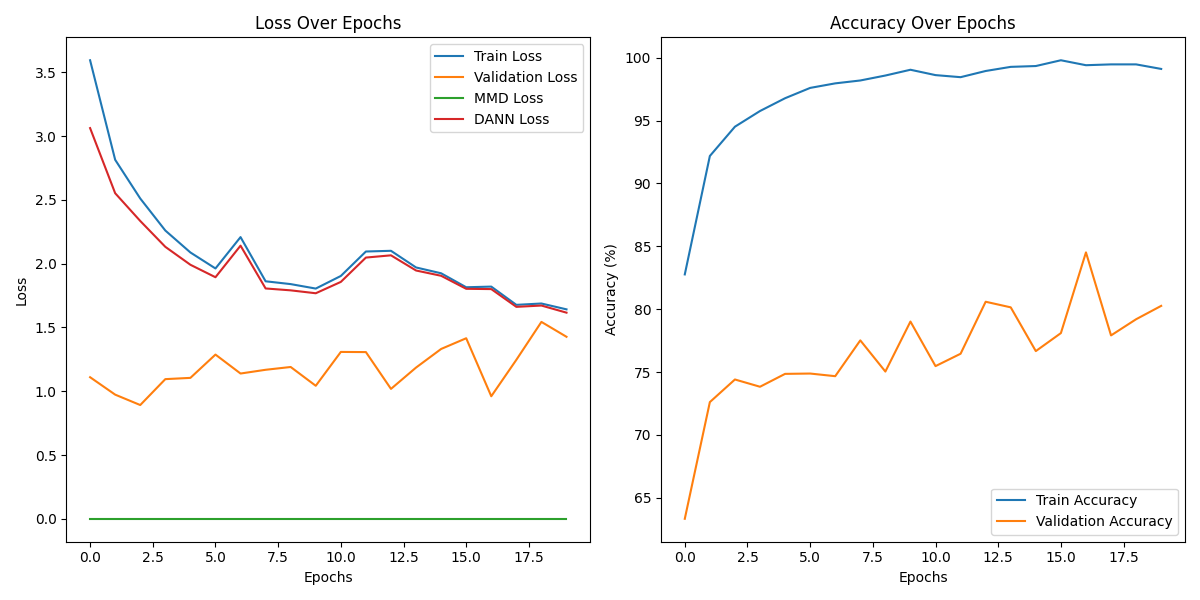 Loss Over Epochs
3.5
3.0
2.5
2.0
1.5
1.0
0.5
0.0
Loss
Train Loss
Validation Loss
MMD Loss
DANN Loss
0.0 2.5 5.0 7.5 10.0 12.5 15.0 17.5
Epochs
Accuracy Over Epochs
100
95
90
85
80
75
70
65
Accuracy (%)
Train Accuracy
Validation Accuracy
0.0 2.5 5.0 7.5 10.0 12.5 15.0 17.5
Epochs